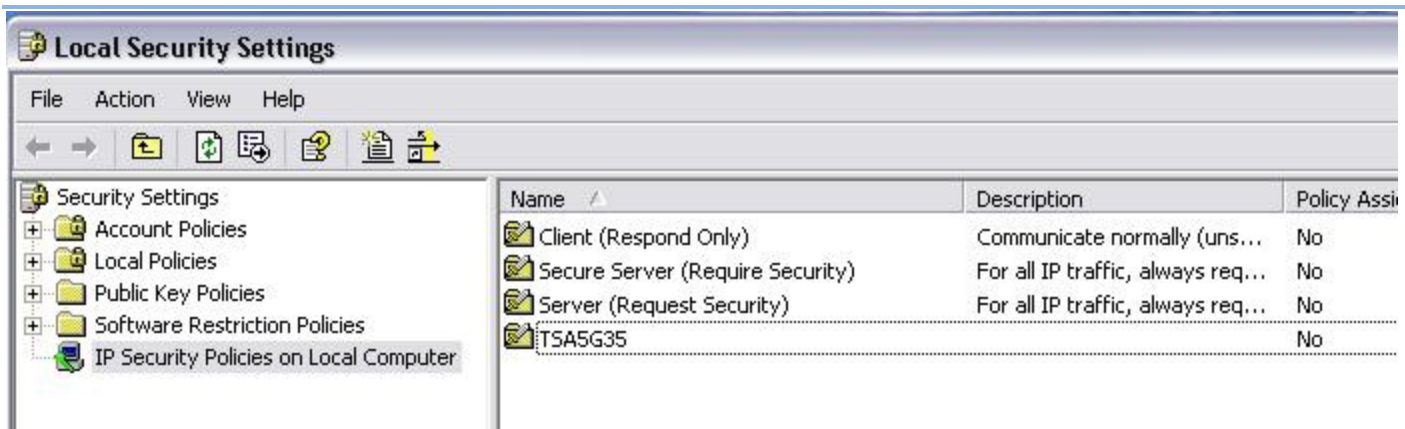 Local Security Settings
File Action View Help
Security Settings
Account Policies
Local Policies
Public Key Policies
Software Restriction Policies
IP Security Policies on Local Computer
Name Description Policy Assi
Client (Respond Only) Communicate normally (uns... No
Secure Server (Require Security) For all IP traffic, always req... No
Server (Request Security) For all IP traffic, always req... No
TSA5G35 No